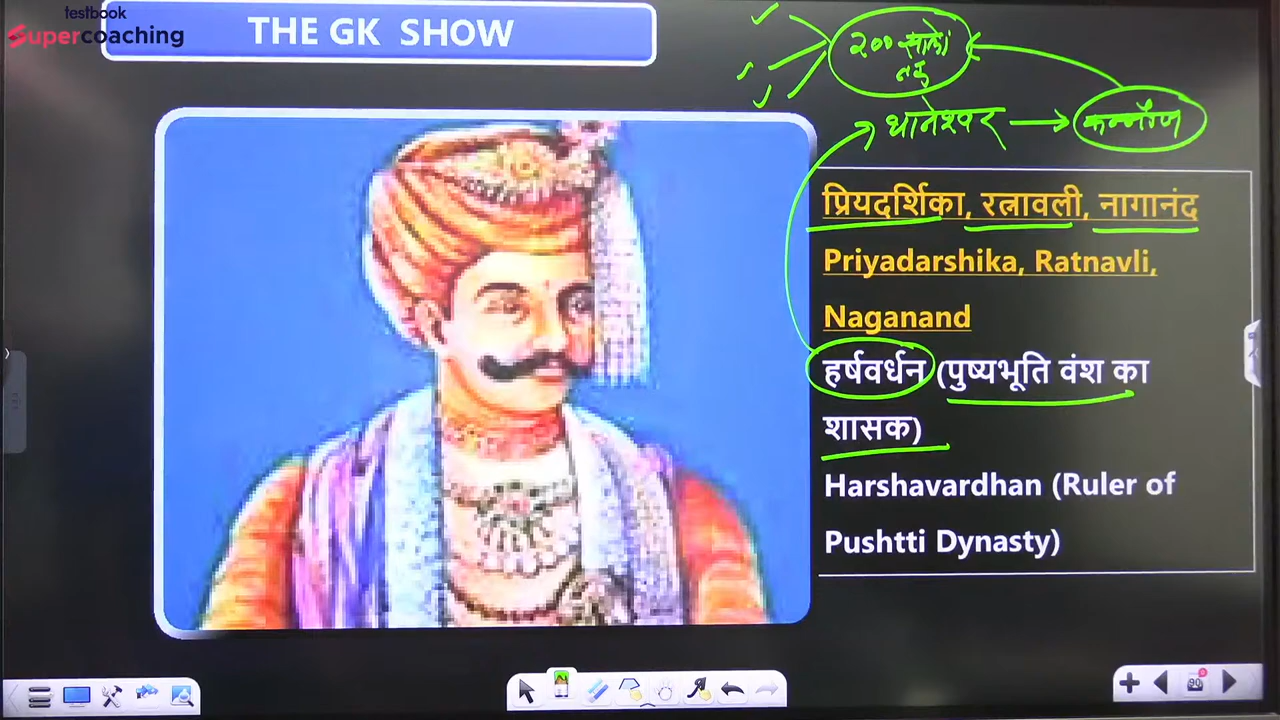 testbook
Supercoaching
THE GK SHOW
२०० सालों
तक
थानेश्वर → कन्नौज
प्रियदर्शिका, रत्नावली, नागानंद
Priyadarshika, Ratnavli,
Naganand
हर्षवर्धन (पुष्यभूति वंश का
शासक)
Harshavardhan (Ruler of
Pushtti Dynasty)